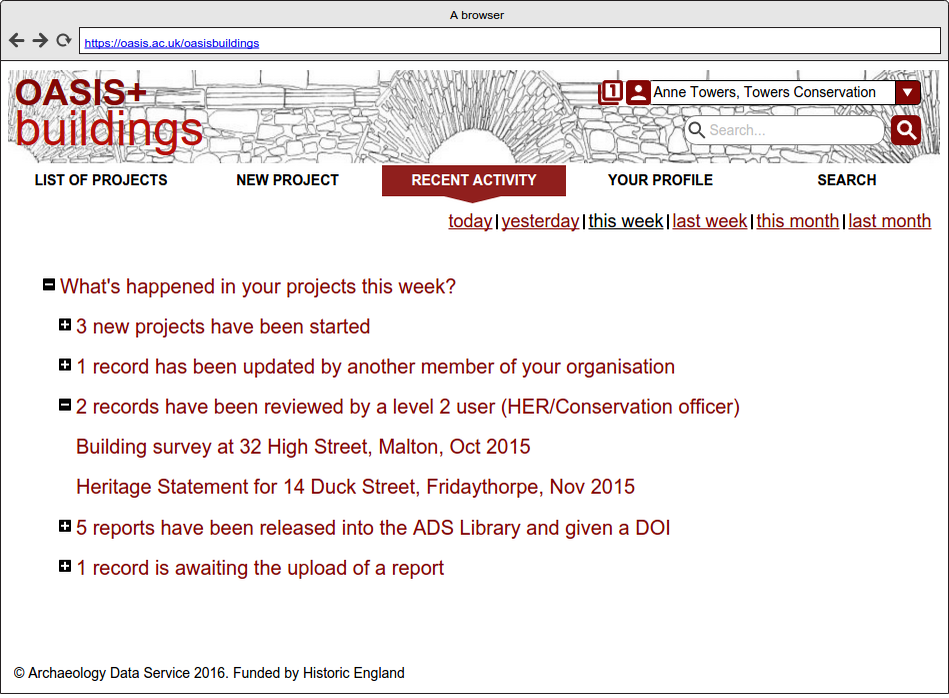 A browser
https://oasis.ac.uk/oasisbuildings
OASIS+
buildings
1
Anne Towers, Towers Conservation
Search...
LIST OF PROJECTS NEW PROJECT RECENT ACTIVITY YOUR PROFILE SEARCH
today | yesterday | this week | last week | this month | last month
What's happened in your projects this week?
3 new projects have been started
1 record has been updated by another member of your organisation
2 records have been reviewed by a level 2 user (HER/Conservation officer)
Building survey at 32 High Street, Malton, Oct 2015
Heritage Statement for 14 Duck Street, Fridaythorpe, Nov 2015
5 reports have been released into the ADS Library and given a DOI
1 record is awaiting the upload of a report
© Archaeology Data Service 2016. Funded by Historic England